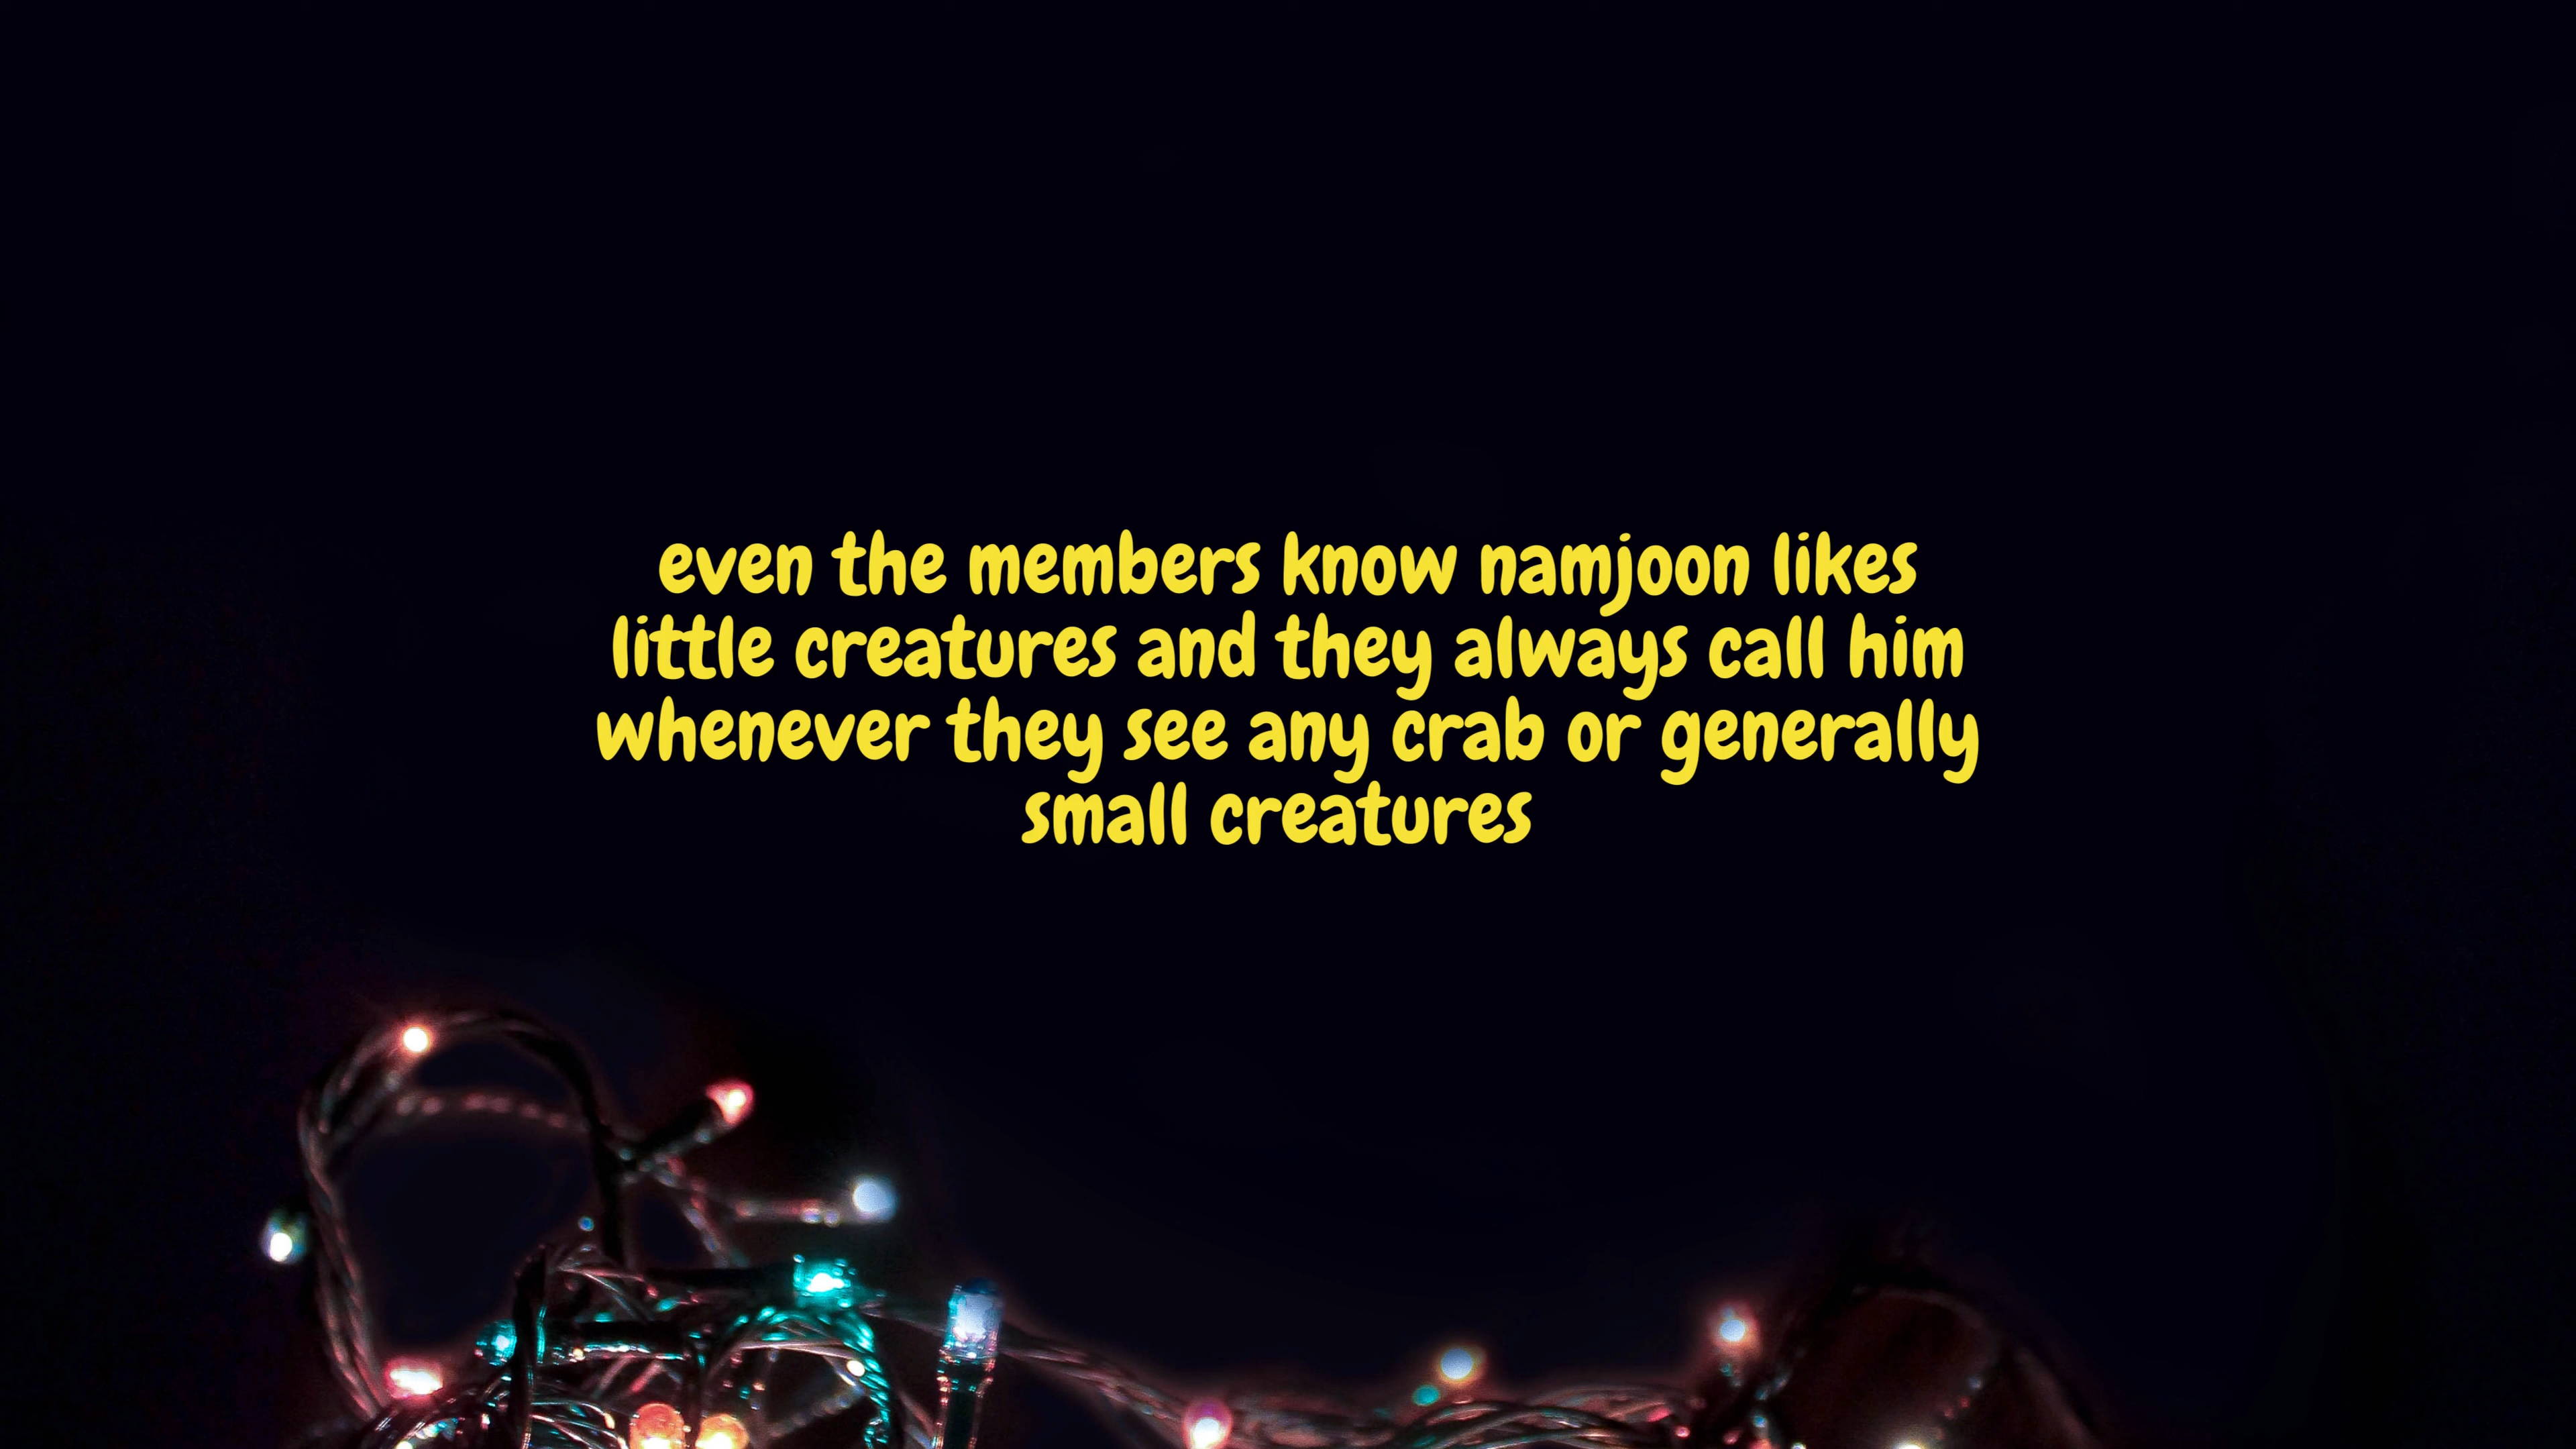 even the members know namjoon likes
little creatures and they always call him
whenever they see any crab or generally
small creatures